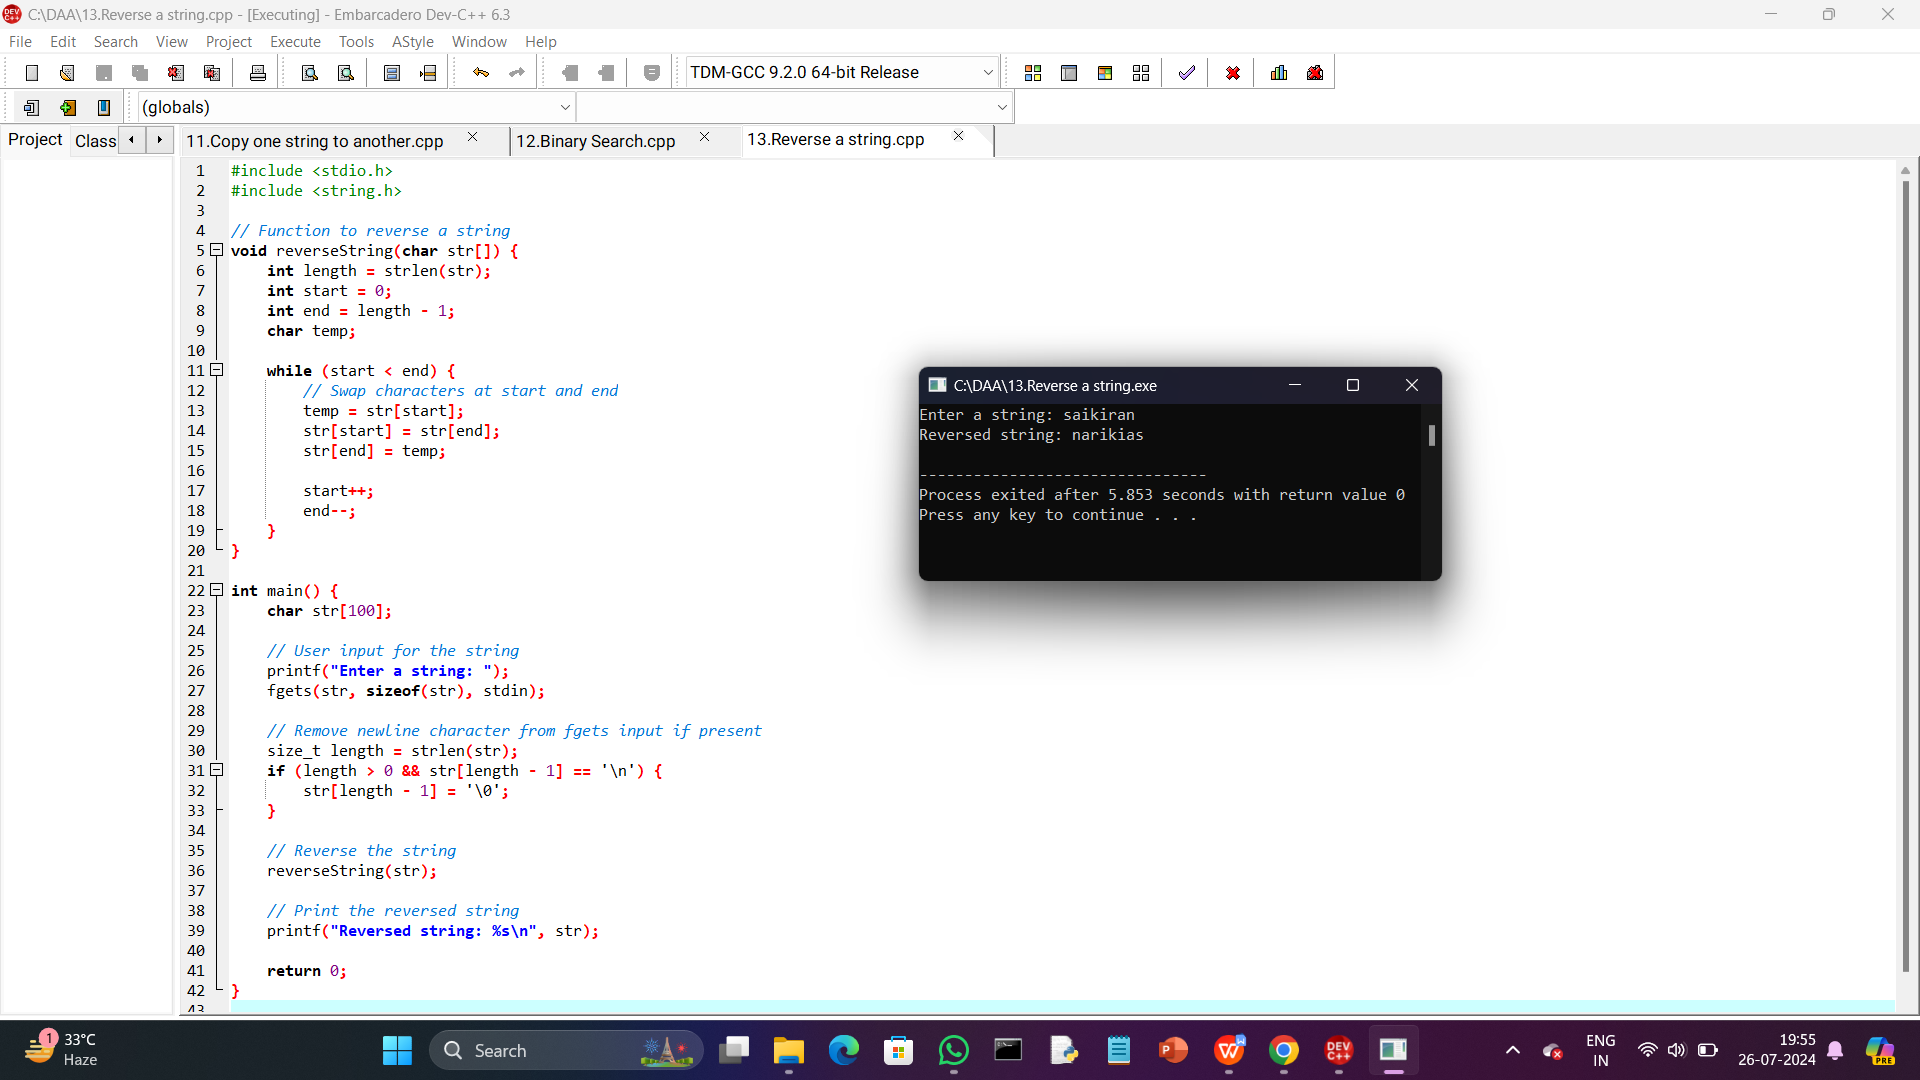 C:\DAA\13.Reverse a string.cpp - [Executing] - Embarcadero Dev-C++ 6.3
File Edit Search View Project Execute Tools AStyle Window Help
TDM-GCC 9.2.0 64-bit Release
(globals)
Project Class 11.Copy one string to another.cpp 12.Binary Search.cpp 13.Reverse a string.cpp
1 #include <stdio.h>
2 #include <string.h>
3
4 // Function to reverse a string
5 void reverseString(char str[]) {
6 int length = strlen(str);
7 int start = 0;
8 int end = length - 1;
9 char temp;
10
11 while (start < end) {
12 // Swap characters at start and end
13 temp = str[start];
14 str[start] = str[end];
15 str[end] = temp;
16
17 start++;
18 end--;
19 }
20 }
21
22 int main() {
23 char str[100];
24
25 // User input for the string
26 printf("Enter a string: ");
27 fgets(str, sizeof(str), stdin);
28
29 // Remove newline character from fgets input if present
30 size_t length = strlen(str);
31 if (length > 0 && str[length - 1] == '\n') {
32 str[length - 1] = '\0';
33 }
34
35 // Reverse the string
36 reverseString(str);
37
38 // Print the reversed string
39 printf("Reversed string: %s\n", str);
40
41 return 0;
42 }
43
C:\DAA\13.Reverse a string.exe
Enter a string: saikiran
Reversed string: narikias
--------------------------------
Process exited after 5.853 seconds with return value 0
Press any key to continue . . .
1
33°C
Haze
Search
DEV C++
PRE
ENG
IN
19:55
26-07-2024